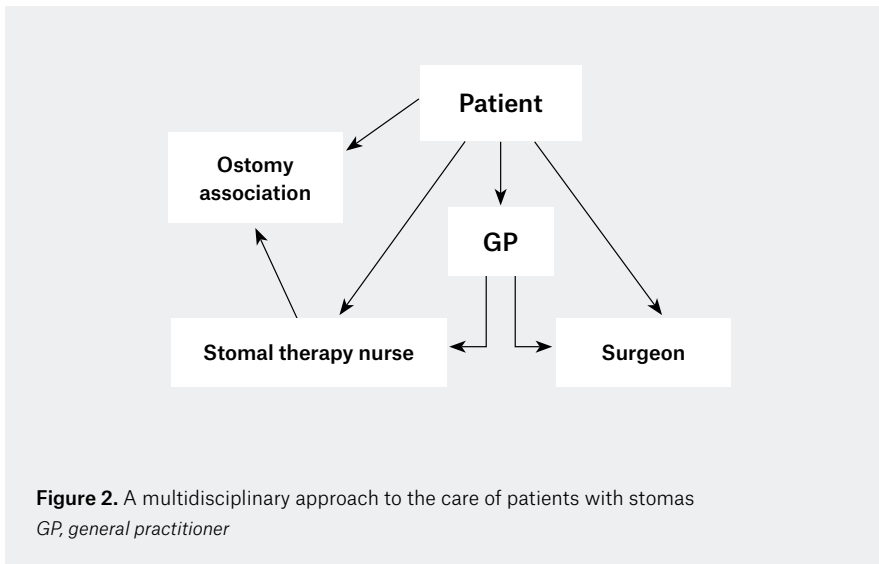 Patient
Ostomy
association
GP
Stomal therapy nurse
Surgeon
Figure 2. A multidisciplinary approach to the care of patients with stomas
GP, general practitioner